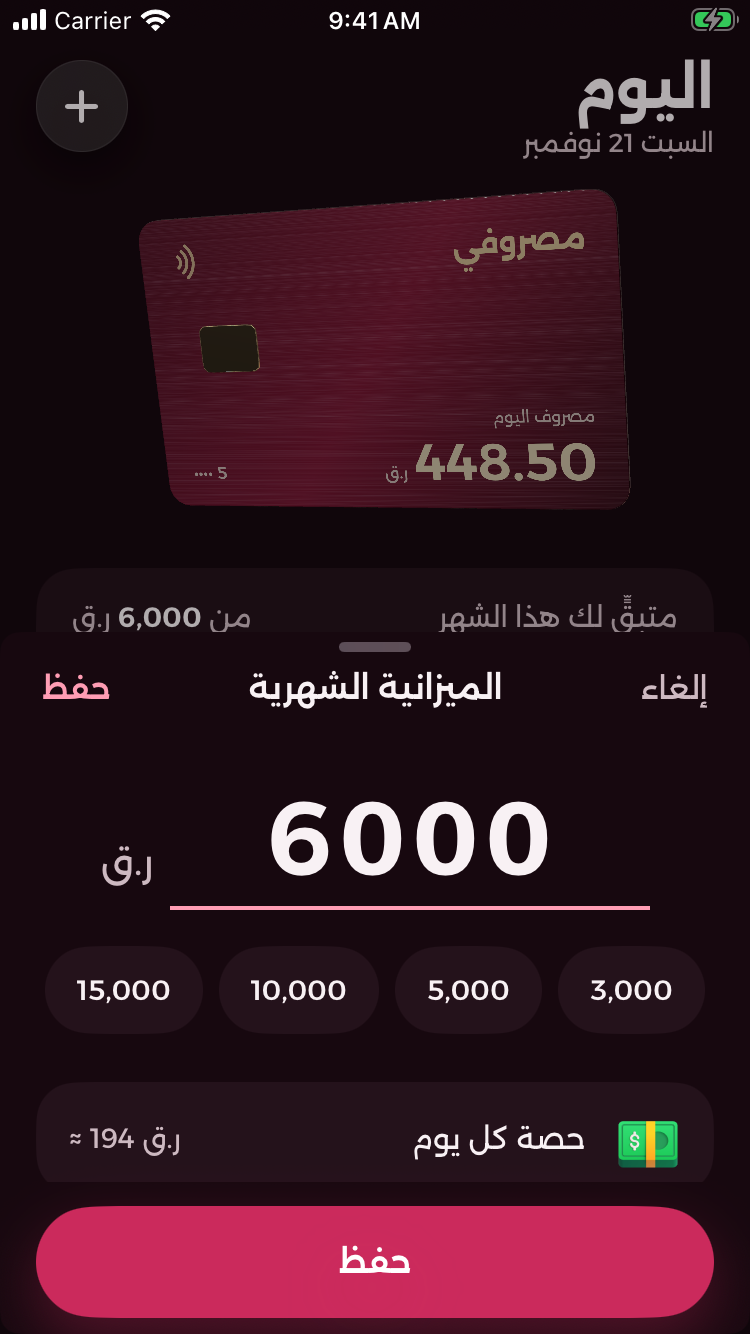 Carrier 9:41 AM
اليوم
السبت 21 نوفمبر
مصروفي
مصروف اليوم
448.50 ر.ق
5 ····
متبقٍّ لك هذا الشهر
من 6,000 ر.ق
إلغاء
الميزانية الشهرية
حفظ
6000 ر.ق
3,000
5,000
10,000
15,000
حصة كل يوم
≈ 194 ر.ق
حفظ